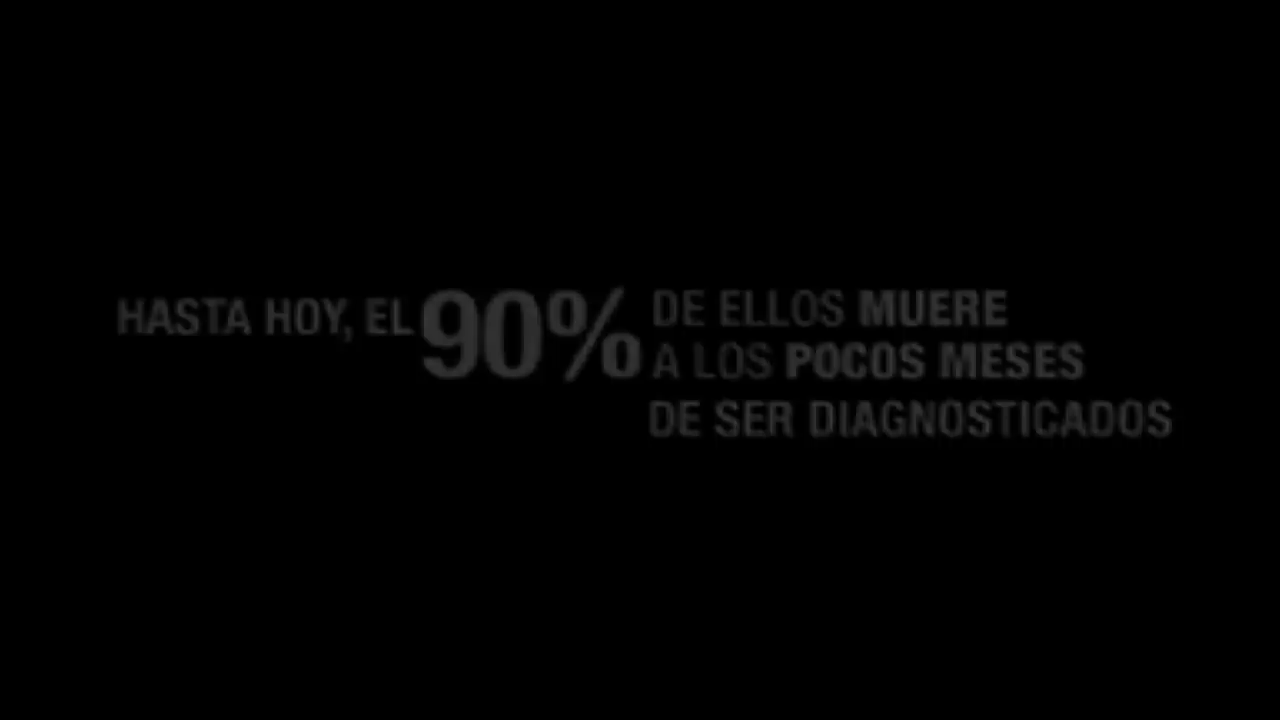 HASTA HOY, EL 90% DE ELLOS MUERE
A LOS POCOS MESES
DE SER DIAGNOSTICADOS